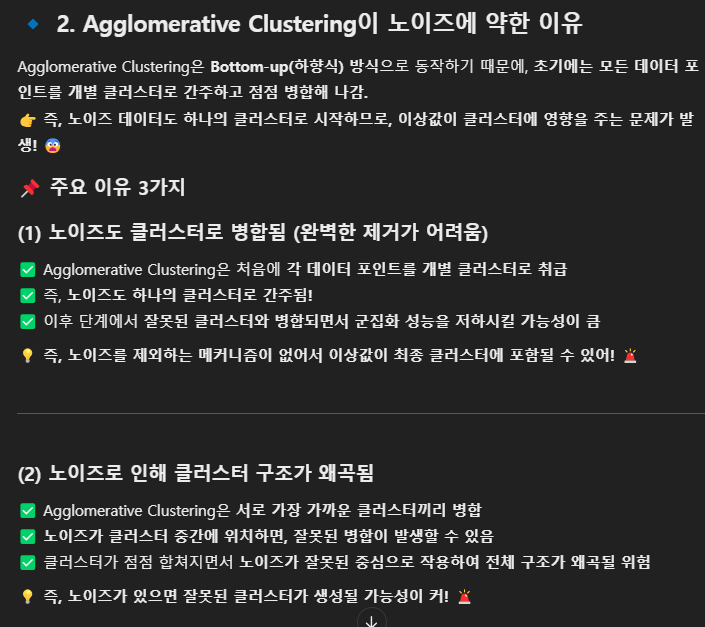 🔹 2. Agglomerative Clustering이 노이즈에 약한 이유
Agglomerative Clustering은 Bottom-up(하향식) 방식으로 동작하기 때문에, 초기에는 모든 데이터 포
인트를 개별 클러스터로 간주하고 점점 병합해 나감.
👉 즉, 노이즈 데이터도 하나의 클러스터로 시작하므로, 이상값이 클러스터에 영향을 주는 문제가 발
생! 😨
📌 주요 이유 3가지
(1) 노이즈도 클러스터로 병합됨 (완벽한 제거가 어려움)
✅ Agglomerative Clustering은 처음에 각 데이터 포인트를 개별 클러스터로 취급
✅ 즉, 노이즈도 하나의 클러스터로 간주됨!
✅ 이후 단계에서 잘못된 클러스터와 병합되면서 군집화 성능을 저하시킬 가능성이 큼
💡 즉, 노이즈를 제외하는 메커니즘이 없어서 이상값이 최종 클러스터에 포함될 수 있어! 🚨
(2) 노이즈로 인해 클러스터 구조가 왜곡됨
✅ Agglomerative Clustering은 서로 가장 가까운 클러스터끼리 병합
✅ 노이즈가 클러스터 중간에 위치하면, 잘못된 병합이 발생할 수 있음
✅ 클러스터가 점점 합쳐지면서 노이즈가 잘못된 중심으로 작용하여 전체 구조가 왜곡될 위험
💡 즉, 노이즈가 있으면 잘못된 클러스터가 생성될 가능성이 커! 🚨